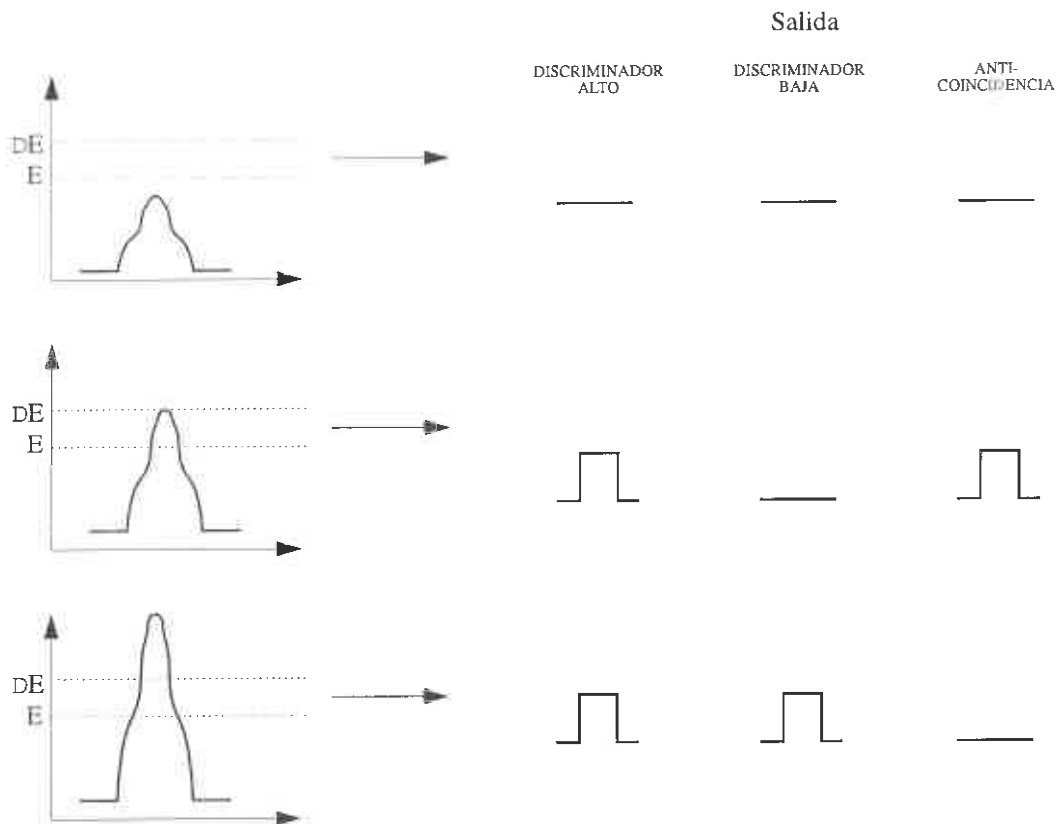 Salida
DISCRIMINADOR
ALTO
DISCRIMINADOR
BAJA
ANTI-
COINCIDENCIA
DE
E
DE
E
DE
E